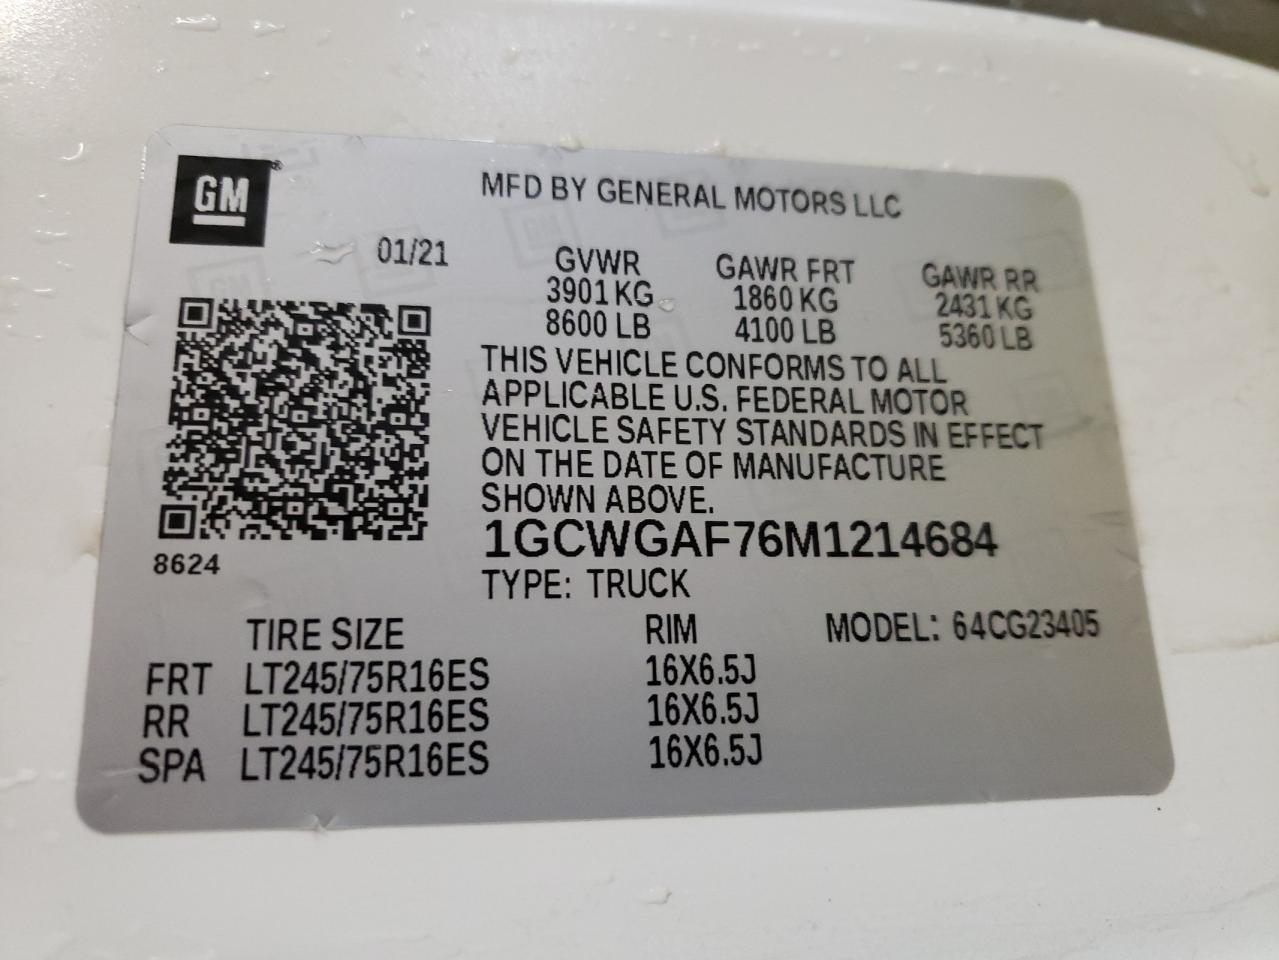 GM
MFD BY GENERAL MOTORS LLC
01/21
GVWR GAWR FRT GAWR RR
3901 KG 1860 KG 2431 KG
8600 LB 4100 LB 5360 LB
THIS VEHICLE CONFORMS TO ALL
APPLICABLE U.S. FEDERAL MOTOR
VEHICLE SAFETY STANDARDS IN EFFECT
ON THE DATE OF MANUFACTURE
SHOWN ABOVE.
1GCWGAF76M1214684
8624
TYPE: TRUCK
TIRE SIZE RIM MODEL: 64CG23405
FRT LT245/75R16ES 16X6.5J
RR LT245/75R16ES 16X6.5J
SPA LT245/75R16ES 16X6.5J